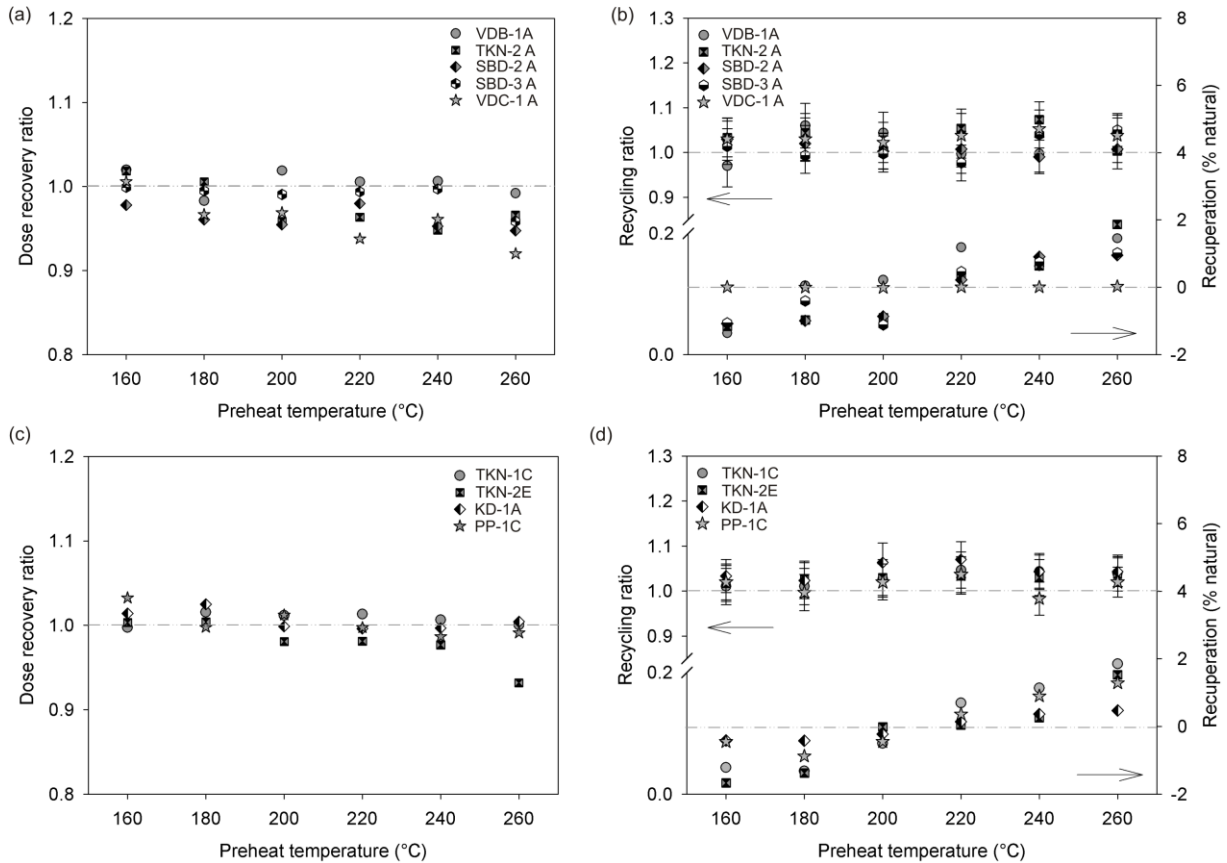 (a)
1.2
1.1
1.0
0.9
0.8
Dose recovery ratio
VDB-1A
TKN-2 A
SBD-2 A
SBD-3 A
VDC-1 A
160 180 200 220 240 260
Preheat temperature (°C)
(b)
1.3
1.2
1.1
1.0
0.9
0.2
0.0
Recycling ratio
VDB-1A
TKN-2 A
SBD-2 A
SBD-3 A
VDC-1 A
8
6
4
2
0
-2
Recuperation (% natural)
160 180 200 220 240 260
Preheat temperature (°C)
(c)
1.2
1.1
1.0
0.9
0.8
Dose recovery ratio
TKN-1C
TKN-2E
KD-1A
PP-1C
160 180 200 220 240 260
Preheat temperature (°C)
(d)
1.3
1.2
1.1
1.0
0.9
0.2
0.0
Recycling ratio
TKN-1C
TKN-2E
KD-1A
PP-1C
8
6
4
2
0
-2
Recuperation (% natural)
160 180 200 220 240 260
Preheat temperature (°C)